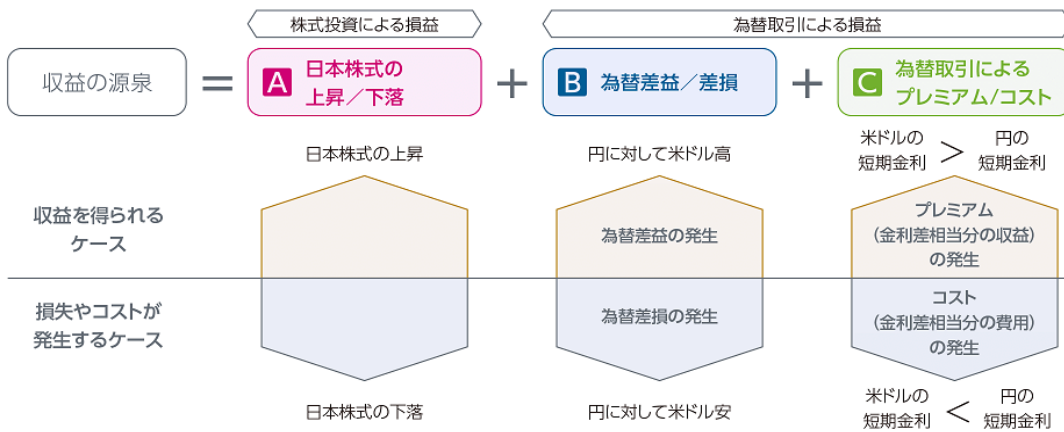 株式投資による損益
為替取引による損益
収益の源泉
=
A
日本株式の
上昇／下落
+
B
為替差益／差損
+
C
為替取引による
プレミアム/コスト
日本株式の上昇
円に対して米ドル高
米ドルの
短期金利
>
円の
短期金利
収益を得られる
ケース
為替差益の発生
プレミアム
(金利差相当分の収益)
の発生
損失やコストが
発生するケース
為替差損の発生
コスト
(金利差相当分の費用)
の発生
日本株式の下落
円に対して米ドル安
米ドルの
短期金利
<
円の
短期金利